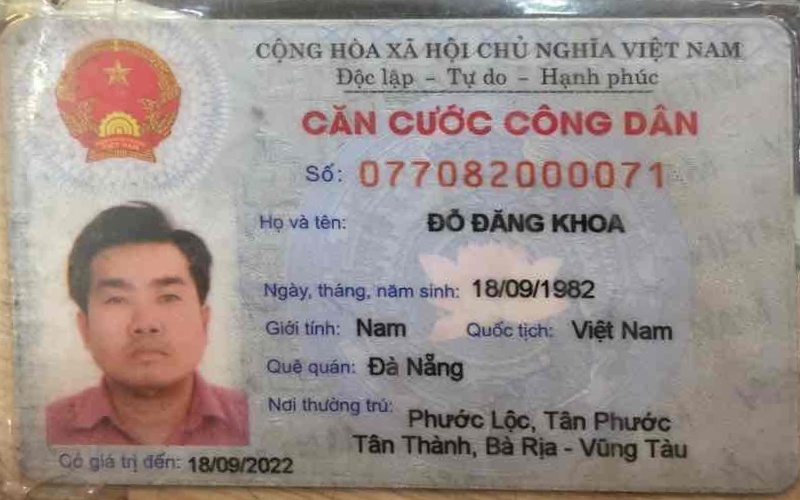 CỘNG HÒA XÃ HỘI CHỦ NGHĨA VIỆT NAM
Độc lập - Tự do - Hạnh phúc
CĂN CƯỚC CÔNG DÂN
Số: 077082000071
Họ và tên: ĐỖ ĐĂNG KHOA
Ngày, tháng, năm sinh: 18/09/1982
Giới tính: Nam Quốc tịch: Việt Nam
Quê quán: Đà Nẵng
Nơi thường trú: Phước Lộc, Tân Phước
Tân Thành, Bà Rịa - Vũng Tàu
Có giá trị đến: 18/09/2022